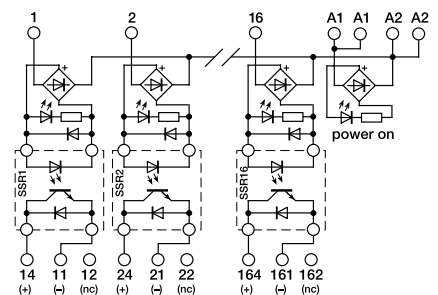 1 2 16 A1 A1 A2 A2
+ + + +
power on
SSR1 SSR2 SSR16
14 11 12 24 21 22 164 161 162
(+) (–) (nc) (+) (–) (nc) (+) (–) (nc)